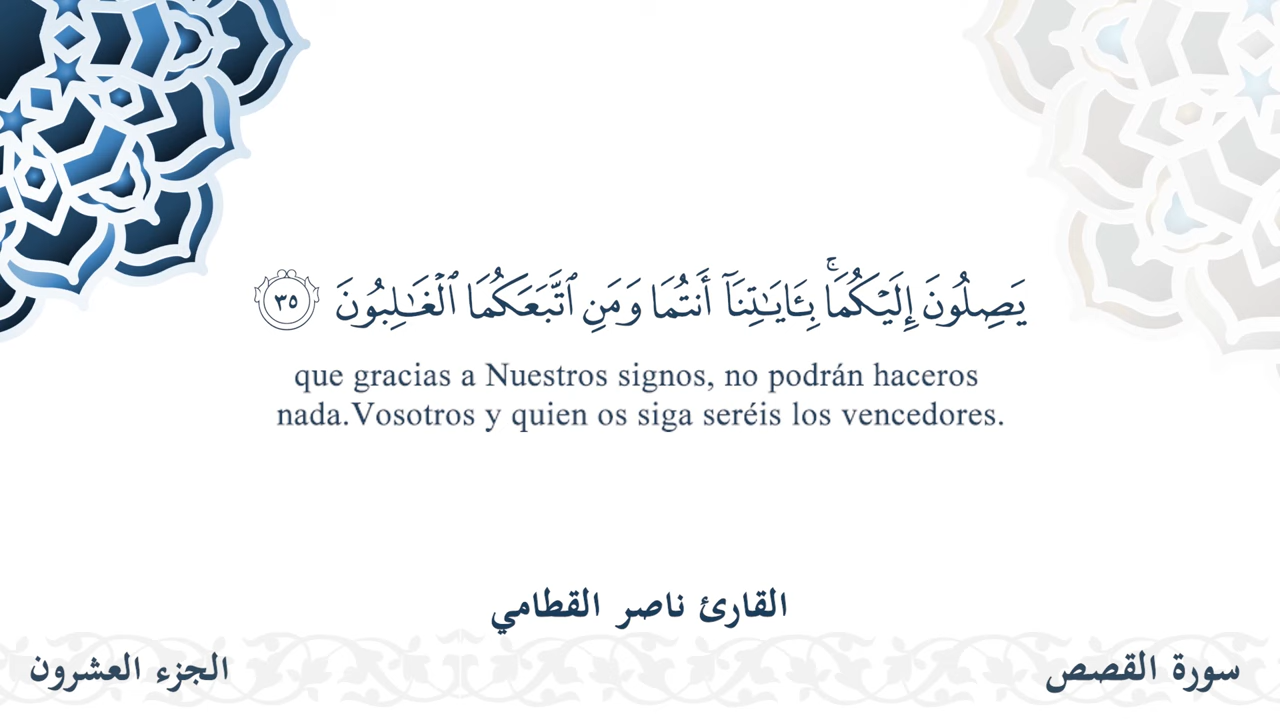 يَصِلُونَ إِلَيْكُمَا ۚ بِـَٔايَـٰتِنَآ أَنتُمَا وَمَنِ ٱتَّبَعَكُمَا ٱلْغَـٰلِبُونَ ٣٥
que gracias a Nuestros signos, no podrán haceros
nada.Vosotros y quien os siga seréis los vencedores.
القارئ ناصر القطامي
سورة القصص
الجزء العشرون